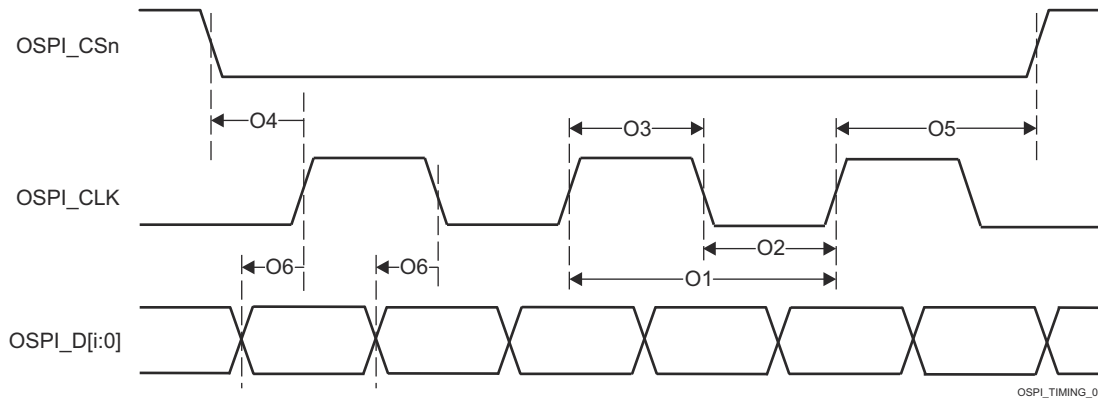 OSPI_CSn
O4
O3
O5
OSPI_CLK
O2
O6
O6
O1
OSPI_D[i:0]
OSPI_TIMING_0